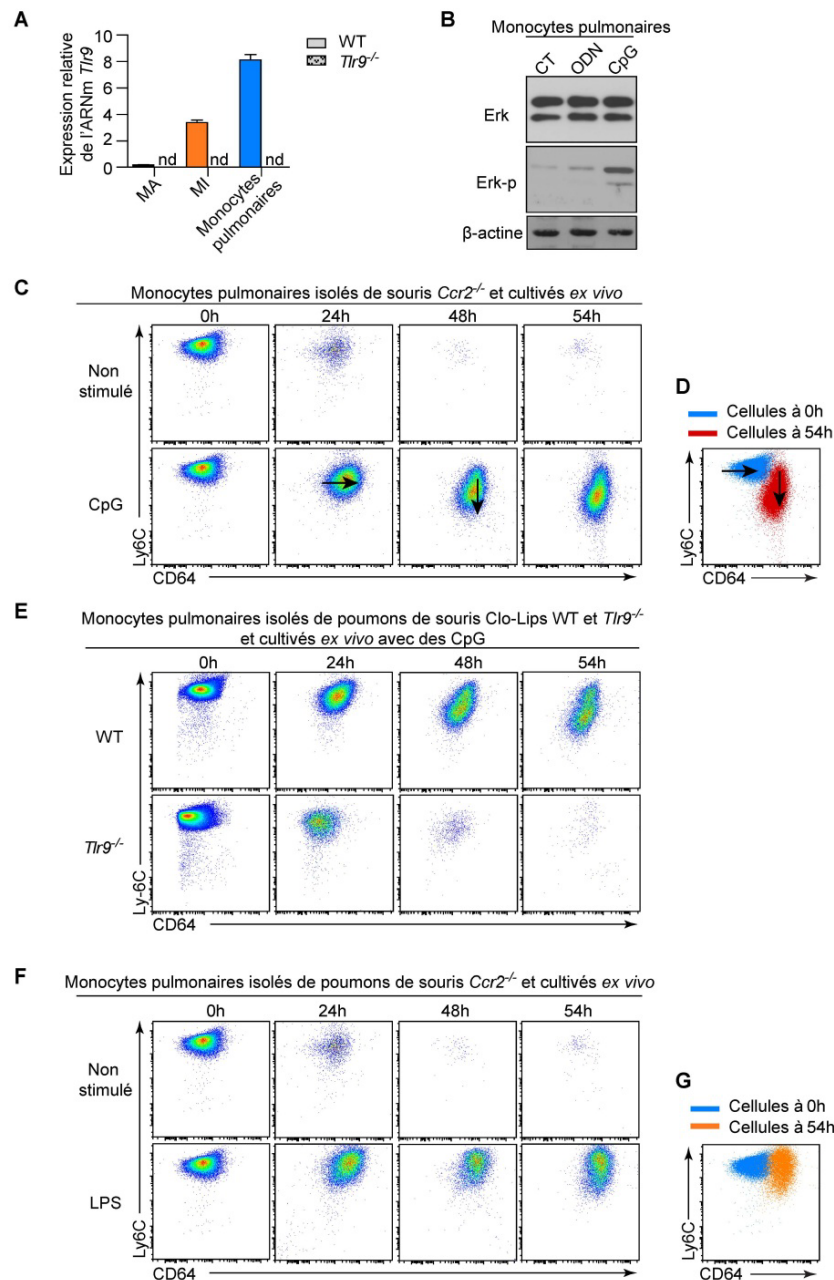 A
Expression relative
de l'ARNm Tlr9
10
8
6
4
2
0
nd
nd
nd
MA
MI
Monocytes
pulmonaires
WT
Tlr9-/-
B
Monocytes pulmonaires
CT
ODN
CpG
Erk
Erk-p
β-actine
C
Monocytes pulmonaires isolés de souris Ccr2-/- et cultivés ex vivo
0h
24h
48h
54h
Non
stimulé
CpG
Ly6C
CD64
D
Cellules à 0h
Cellules à 54h
Ly6C
CD64
E
Monocytes pulmonaires isolés de poumons de souris Clo-Lips WT et Tlr9-/-
et cultivés ex vivo avec des CpG
0h
24h
48h
54h
WT
Tlr9-/-
Ly-6C
CD64
F
Monocytes pulmonaires isolés de poumons de souris Ccr2-/- et cultivés ex vivo
0h
24h
48h
54h
Non
stimulé
LPS
Ly6C
CD64
G
Cellules à 0h
Cellules à 54h
Ly6C
CD64